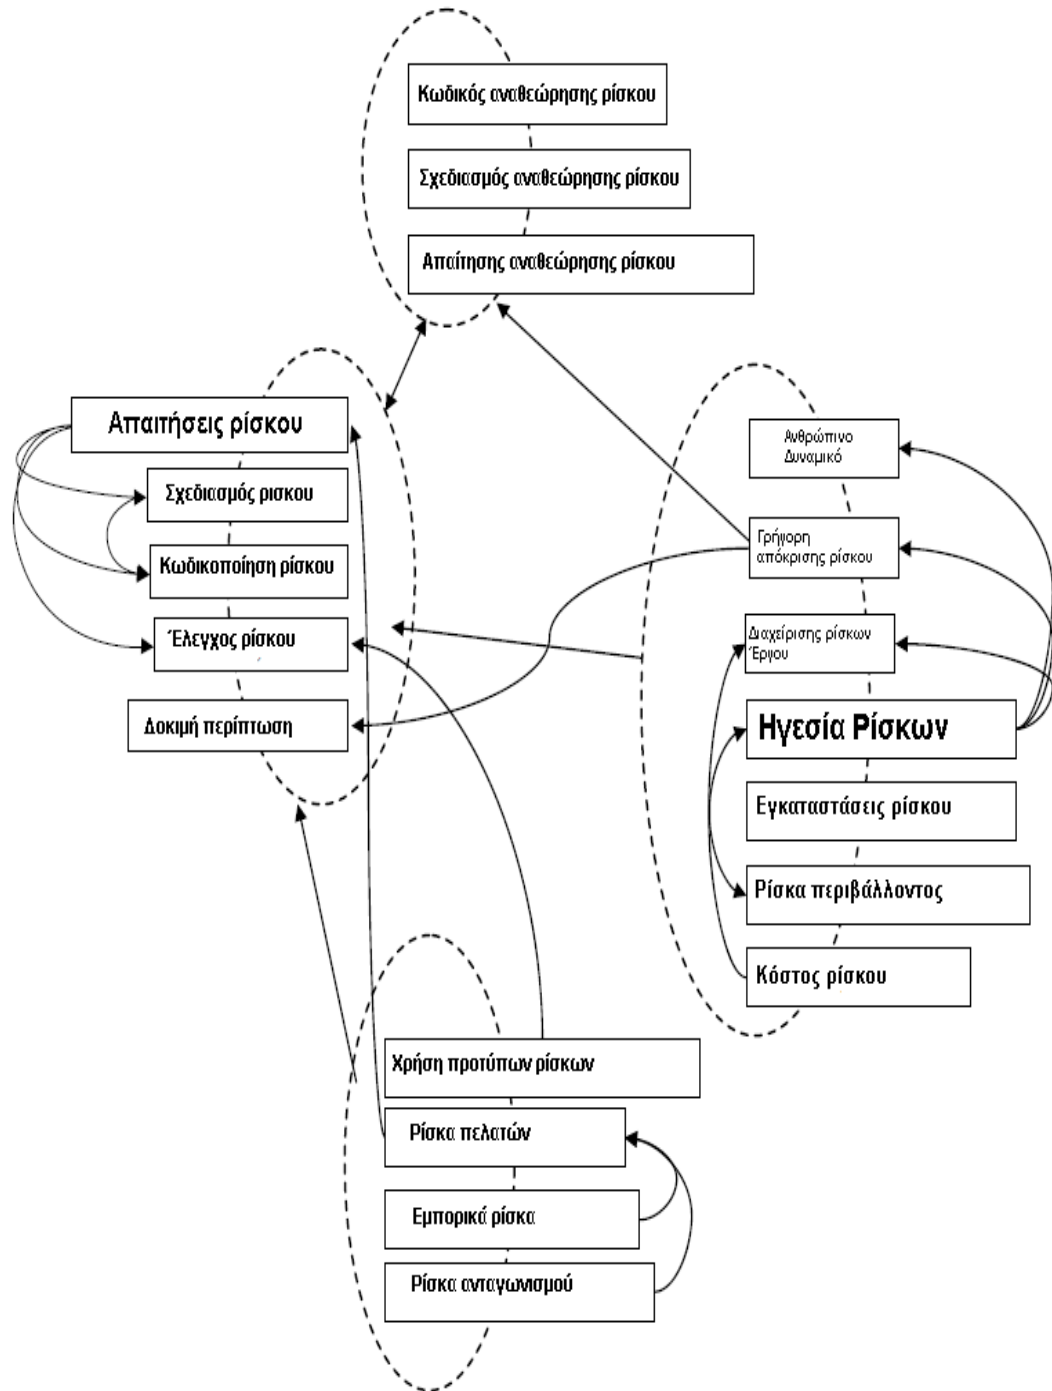 Κωδικός αναθεώρησης ρίσκου
Σχεδιασμός αναθεώρησης ρίσκου
Απαίτησης αναθεώρησης ρίσκου
Απαιτήσεις ρίσκου
Σχεδιασμός ρισκου
Κωδικοποίηση ρίσκου
Έλεγχος ρίσκου
Δοκιμή περίπτωση
Ανθρώπινο
Δυναμικό
Γρήγορη
απόκρισης ρίσκου
Διαχείρισης ρίσκων
Έργου
Ηγεσία Ρίσκων
Εγκαταστάσεις ρίσκου
Ρίσκα περιβάλλοντος
Κόστος ρίσκου
Χρήση προτύπων ρίσκων
Ρίσκα πελατών
Εμπορικά ρίσκα
Ρίσκα ανταγωνισμού